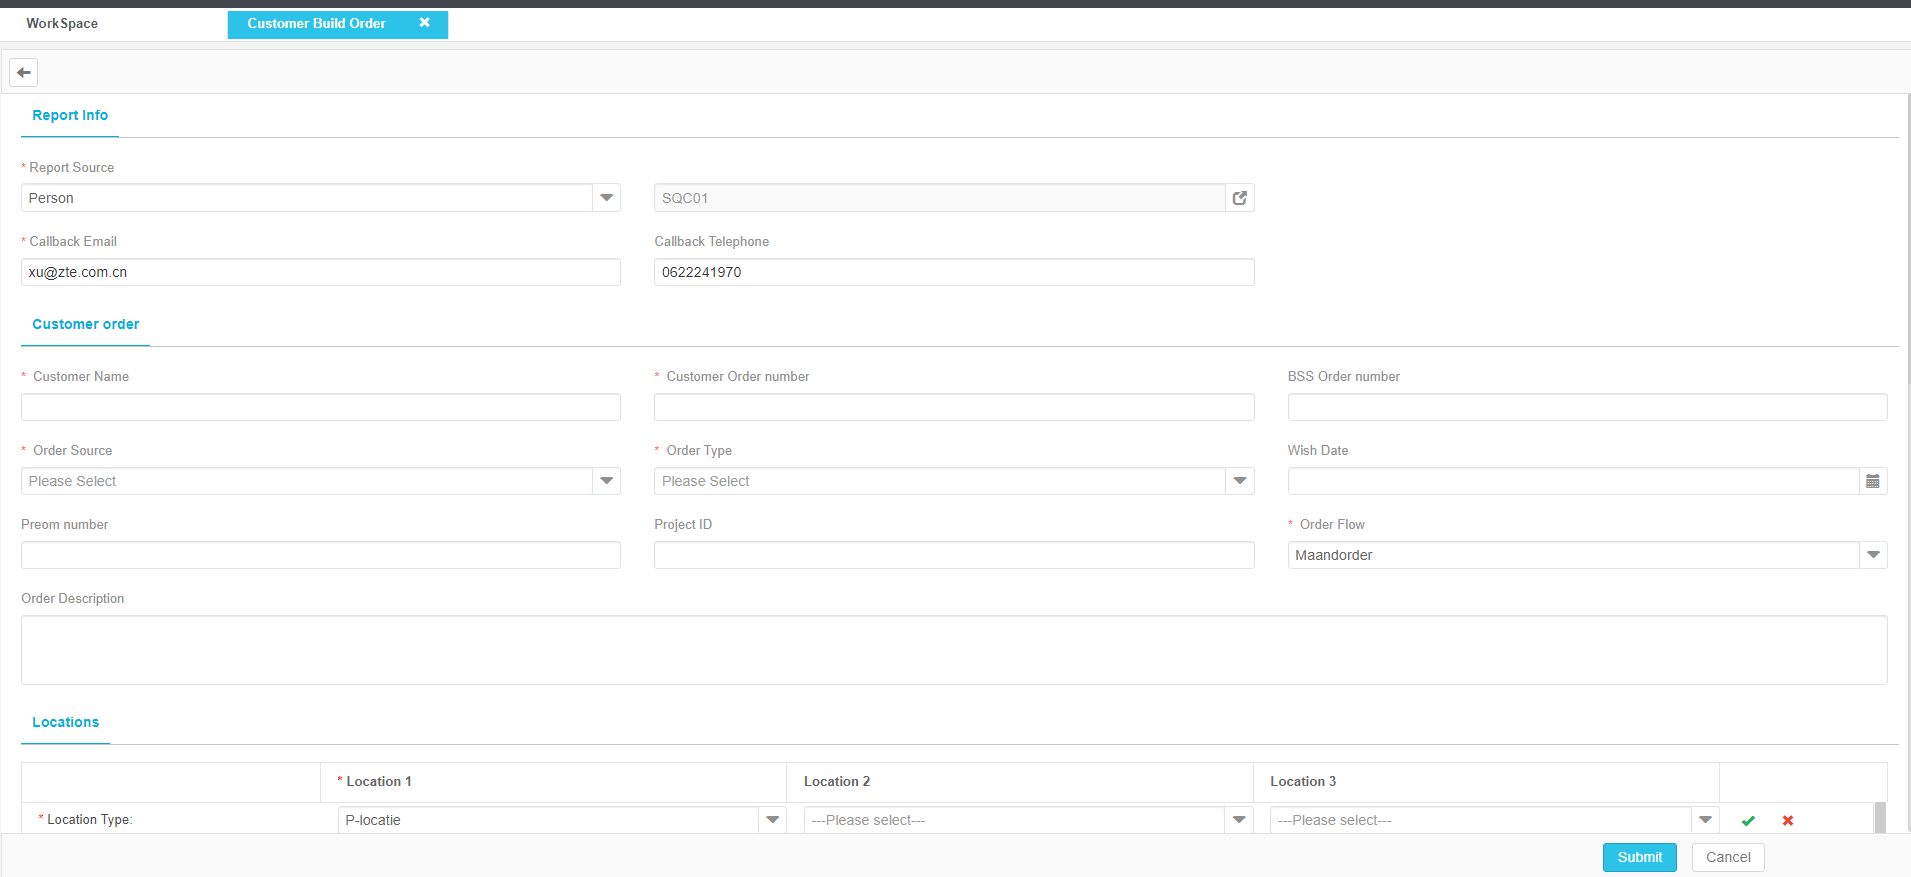 WorkSpace
Customer Build Order
Report Info
* Report Source
Person
SQC01
* Callback Email
Callback Telephone
xu@zte.com.cn
0622241970
Customer order
* Customer Name
* Customer Order number
BSS Order number
* Order Source
* Order Type
Wish Date
Please Select
Please Select
Preom number
Project ID
* Order Flow
Maandorder
Order Description
Locations
* Location 1
Location 2
Location 3
* Location Type:
P-locatie
---Please select---
---Please select---
Submit
Cancel